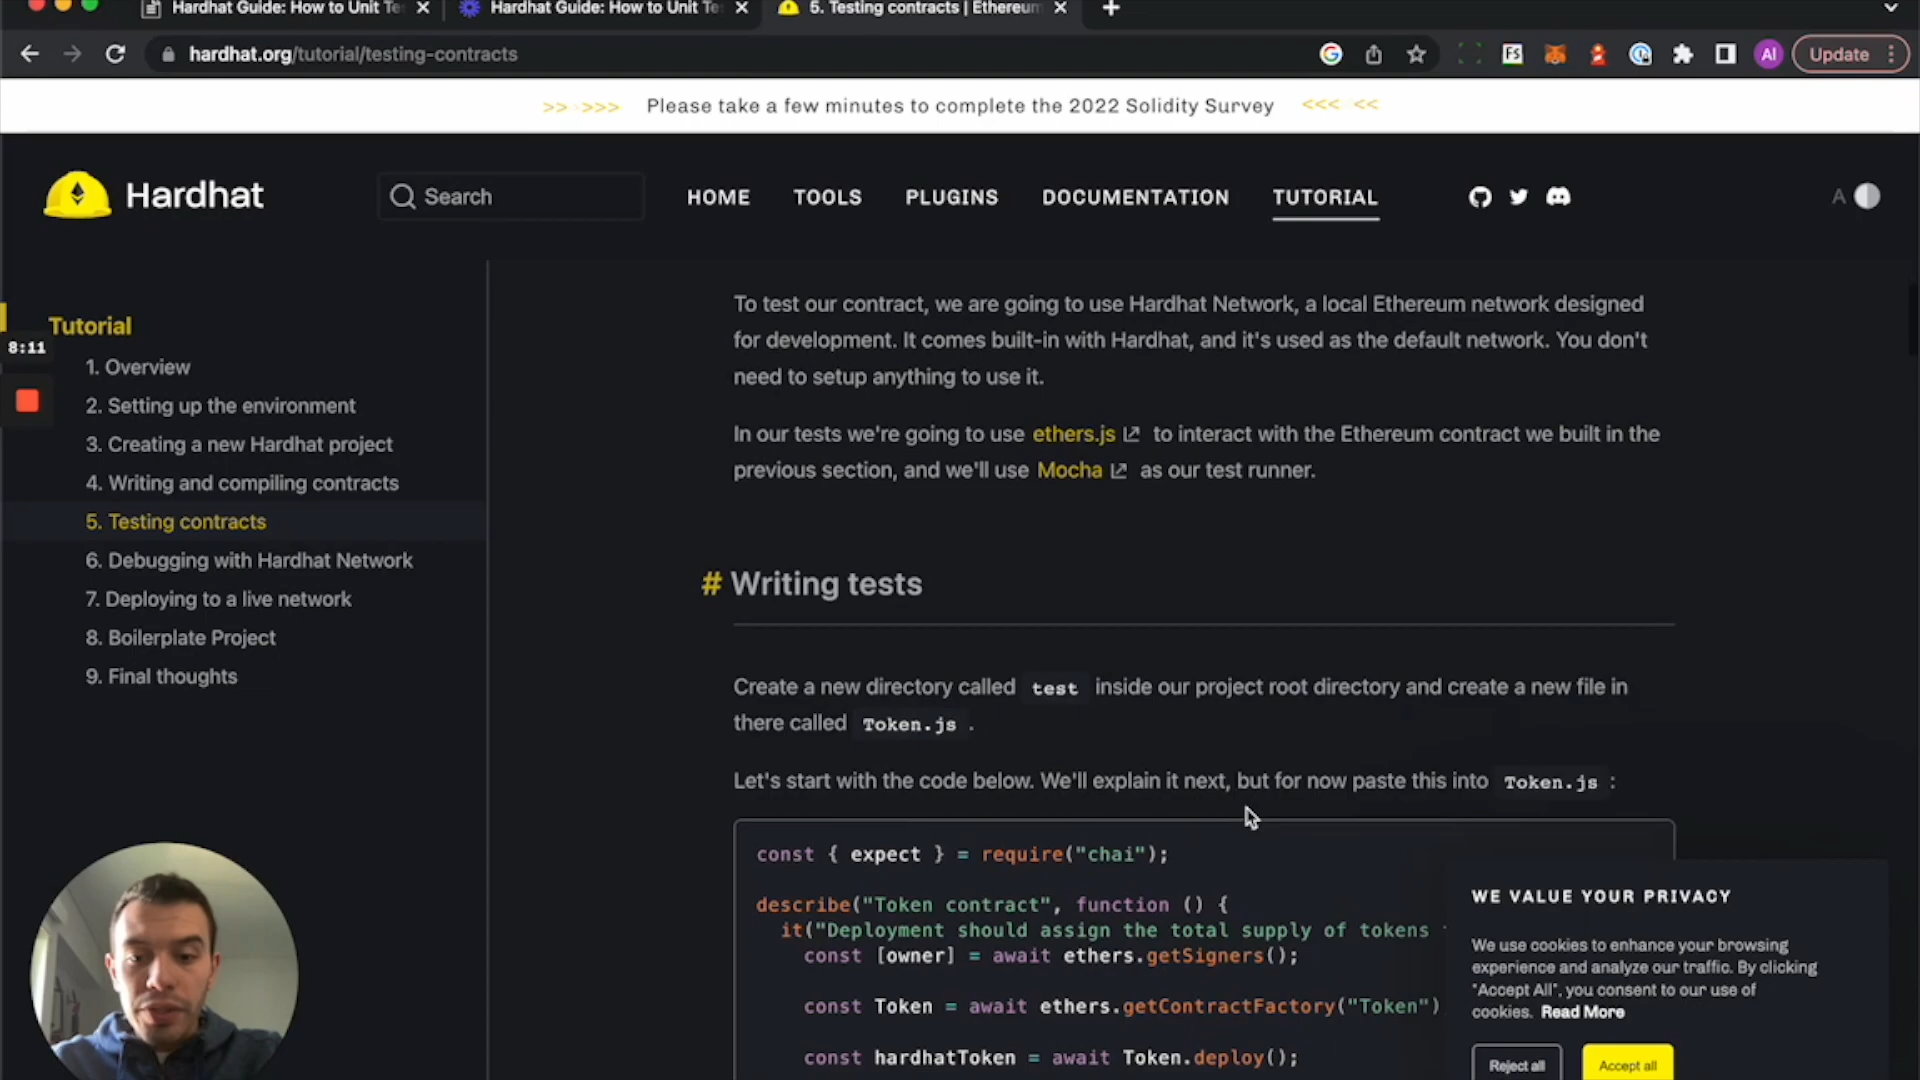 Hardhat Guide: How to Unit Te
Hardhat Guide: How to Unit Te
5. Testing contracts | Ethereum
hardhat.org/tutorial/testing-contracts
FS
Al
Update
>> >>> Please take a few minutes to complete the 2022 Solidity Survey <<< <<
Hardhat
Search
HOME
TOOLS
PLUGINS
DOCUMENTATION
TUTORIAL
A
Tutorial
8:11
1. Overview
2. Setting up the environment
3. Creating a new Hardhat project
4. Writing and compiling contracts
5. Testing contracts
6. Debugging with Hardhat Network
7. Deploying to a live network
8. Boilerplate Project
9. Final thoughts
To test our contract, we are going to use Hardhat Network, a local Ethereum network designed
for development. It comes built-in with Hardhat, and it's used as the default network. You don't
need to setup anything to use it.
In our tests we're going to use ethers.js to interact with the Ethereum contract we built in the
previous section, and we'll use Mocha as our test runner.
# Writing tests
Create a new directory called test inside our project root directory and create a new file in
there called Token.js .
Let's start with the code below. We'll explain it next, but for now paste this into Token.js :
const { expect } = require("chai");
describe("Token contract", function () {
it("Deployment should assign the total supply of tokens
const [owner] = await ethers.getSigners();
const Token = await ethers.getContractFactory("Token")
const hardhatToken = await Token.deploy();
WE VALUE YOUR PRIVACY
We use cookies to enhance your browsing
experience and analyze our traffic. By clicking
"Accept All", you consent to our use of
cookies. Read More
Reject all
Accept all